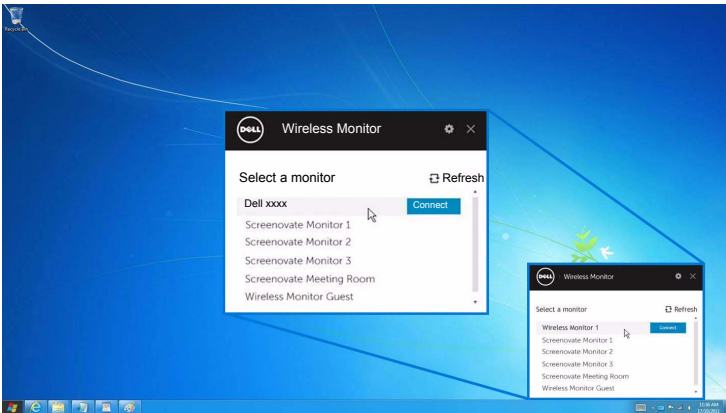 Recycle Bin
DELL
Wireless Monitor
Select a monitor
Refresh
Dell xxxx
Connect
Screenovate Monitor 1
Screenovate Monitor 2
Screenovate Monitor 3
Screenovate Meeting Room
Wireless Monitor Guest
DELL
Wireless Monitor
Select a monitor
Refresh
Wireless Monitor 1
Connect
Screenovate Monitor 1
Screenovate Monitor 2
Screenovate Monitor 3
Screenovate Meeting Room
Wireless Monitor Guest